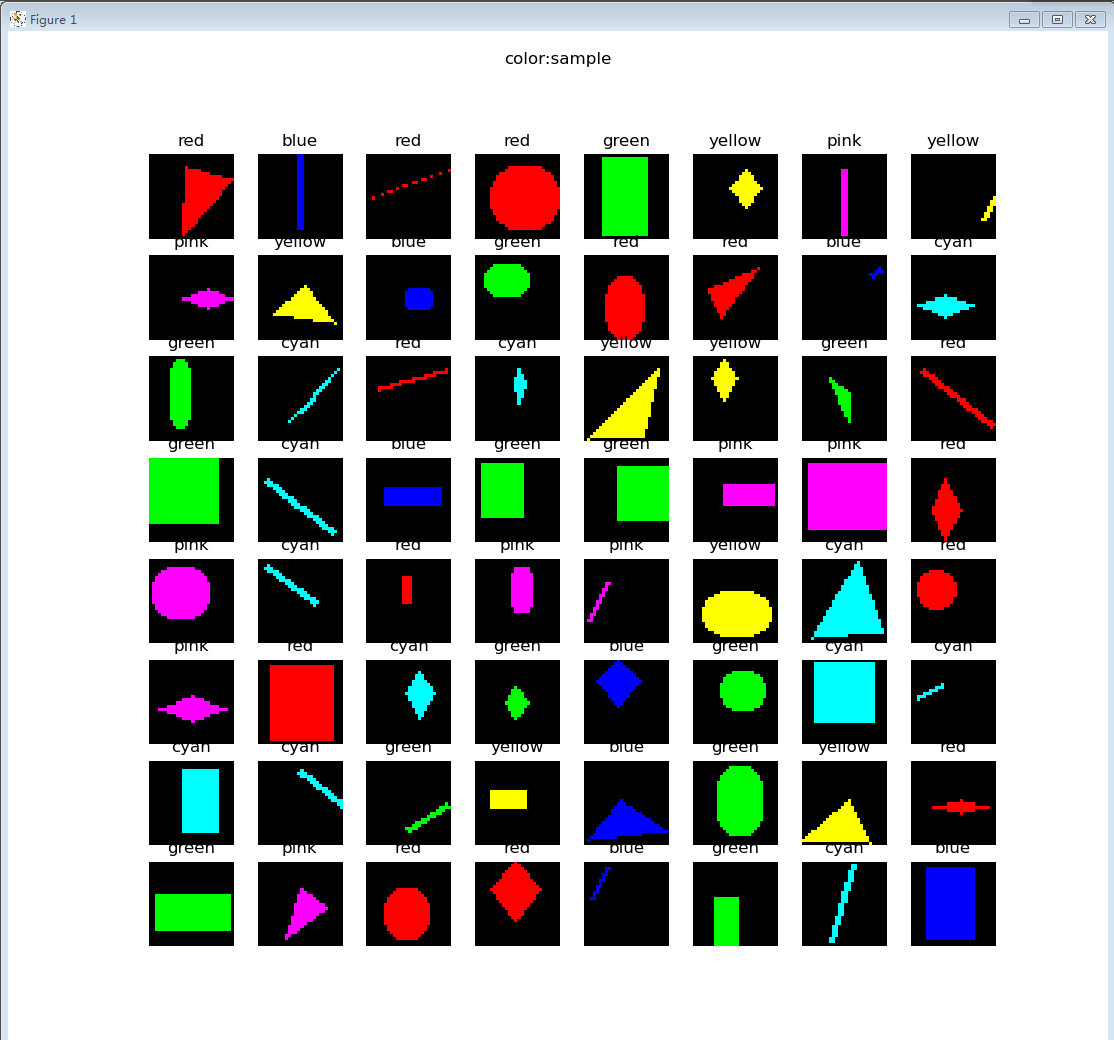 Figure 1
color:sample
red blue red red green yellow pink yellow
pink yellow blue green red red blue cyan
green cyan red cyan yellow yellow green red
green cyan blue green green pink pink red
pink cyan red pink pink yellow cyan red
pink red cyan green blue green cyan cyan
cyan cyan green yellow blue green yellow red
green pink red red blue green cyan blue